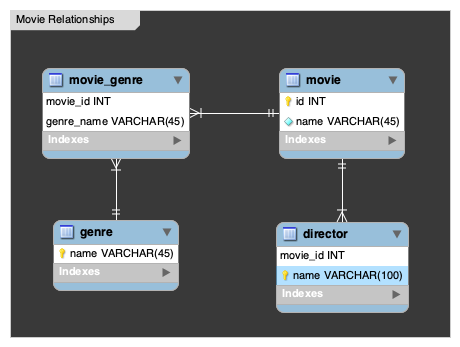 Movie Relationships
movie_genre
movie_id INT
genre_name VARCHAR(45)
Indexes
movie
id INT
name VARCHAR(45)
Indexes
genre
name VARCHAR(45)
Indexes
director
movie_id INT
name VARCHAR(100)
Indexes